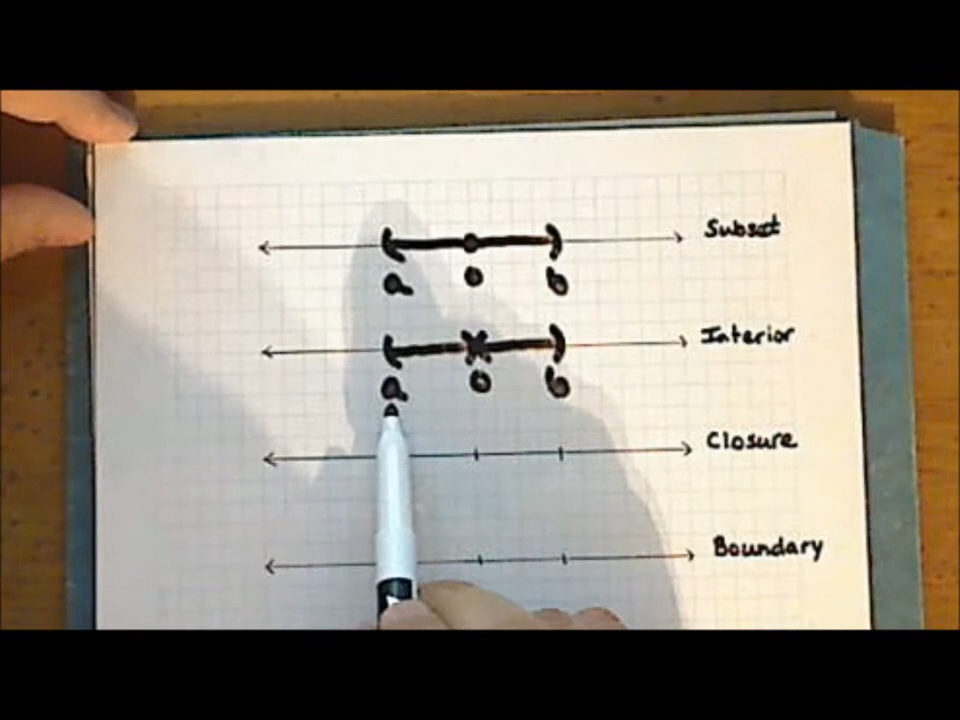 Subset
a 0 b
Interior
a 0 b
Closure
Boundary